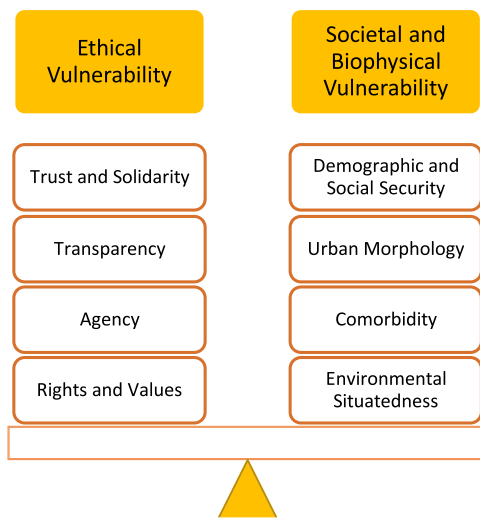 Ethical
Vulnerability
Societal and
Biophysical
Vulnerability
Trust and Solidarity
Transparency
Agency
Rights and Values
Demographic and
Social Security
Urban Morphology
Comorbidity
Environmental
Situatedness